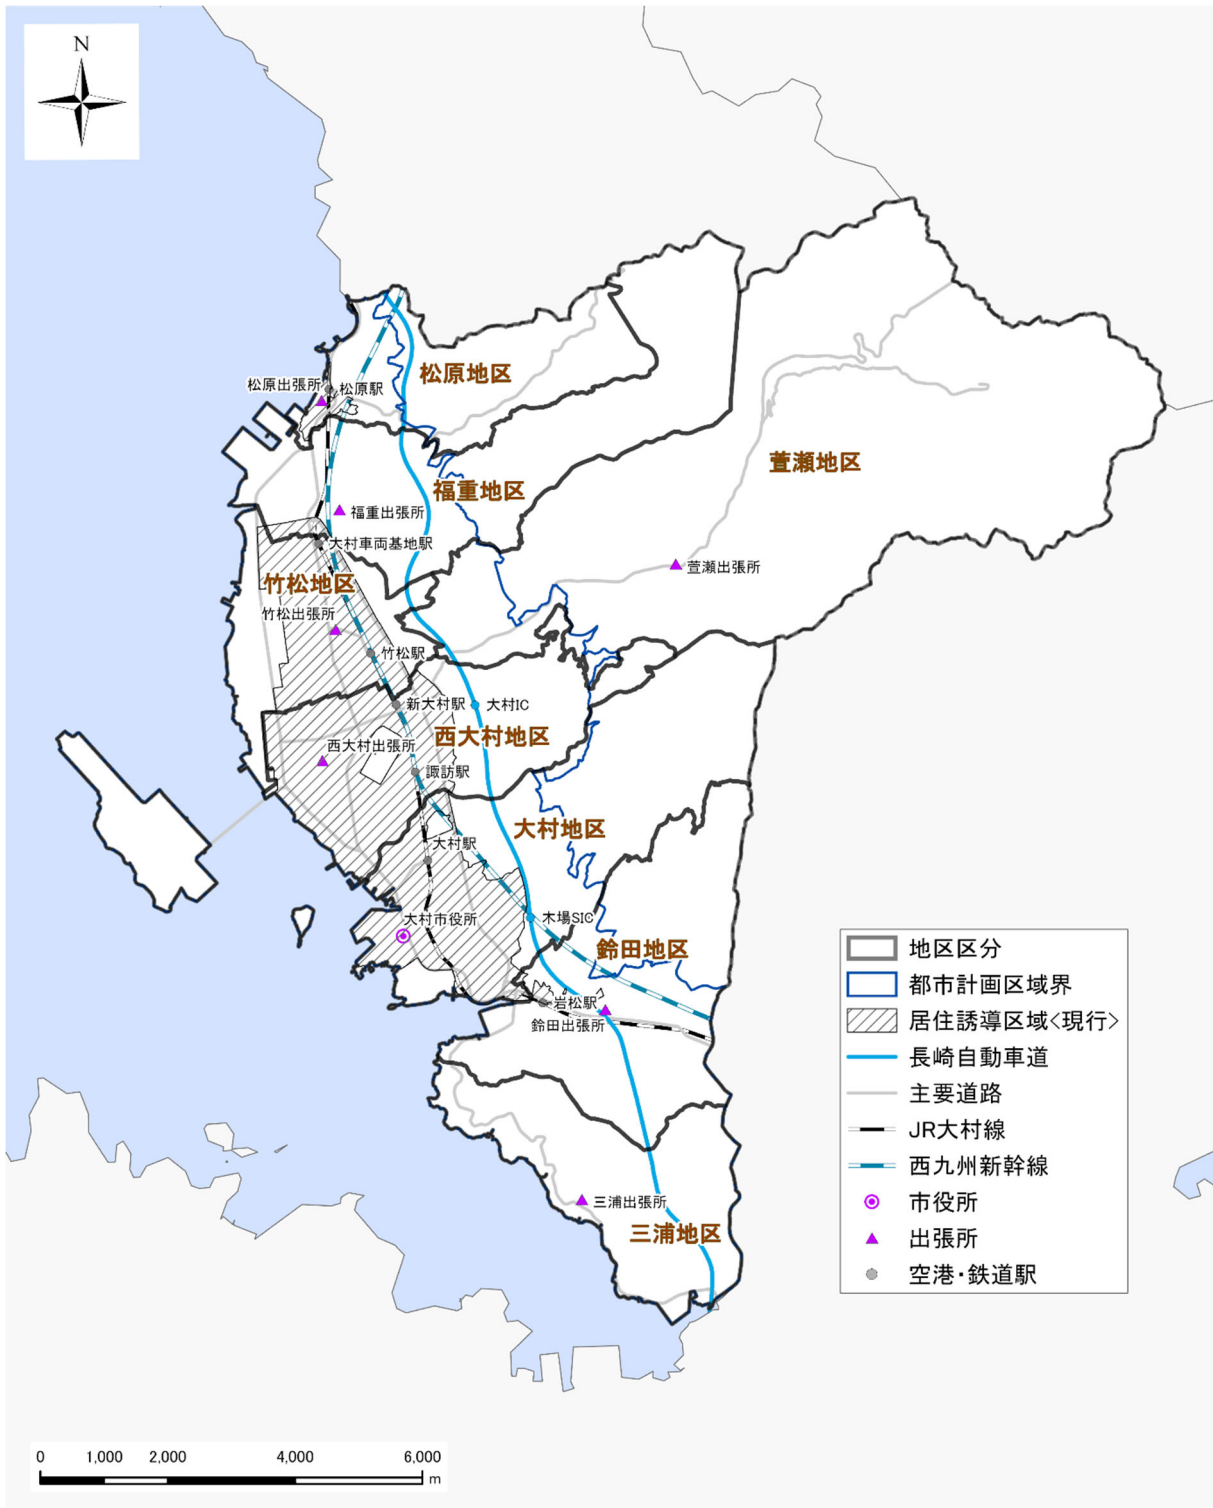 N
松原地区
松原出張所
松原駅
萱瀬地区
福重地区
福重出張所
大村車両基地駅
萱瀬出張所
竹松地区
竹松出張所
竹松駅
新大村駅
大村IC
西大村地区
西大村出張所
諏訪駅
大村地区
大村駅
大村市役所
木場SIC
鈴田地区
岩松駅
鈴田出張所
三浦出張所
三浦地区
地区区分
都市計画区域界
居住誘導区域<現行>
長崎自動車道
主要道路
JR大村線
西九州新幹線
市役所
出張所
空港・鉄道駅
0 1,000 2,000 4,000 6,000
m